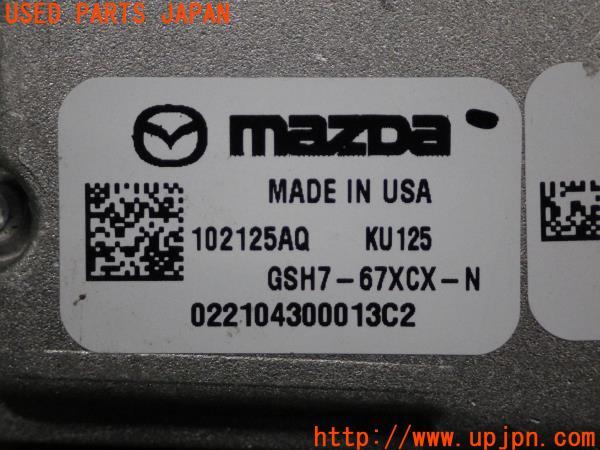 USED PARTS JAPAN
mazda
MADE IN USA
102125AQ KU125
GSH7-67XCX-N
022104300013C2
http://www.upjpn.com